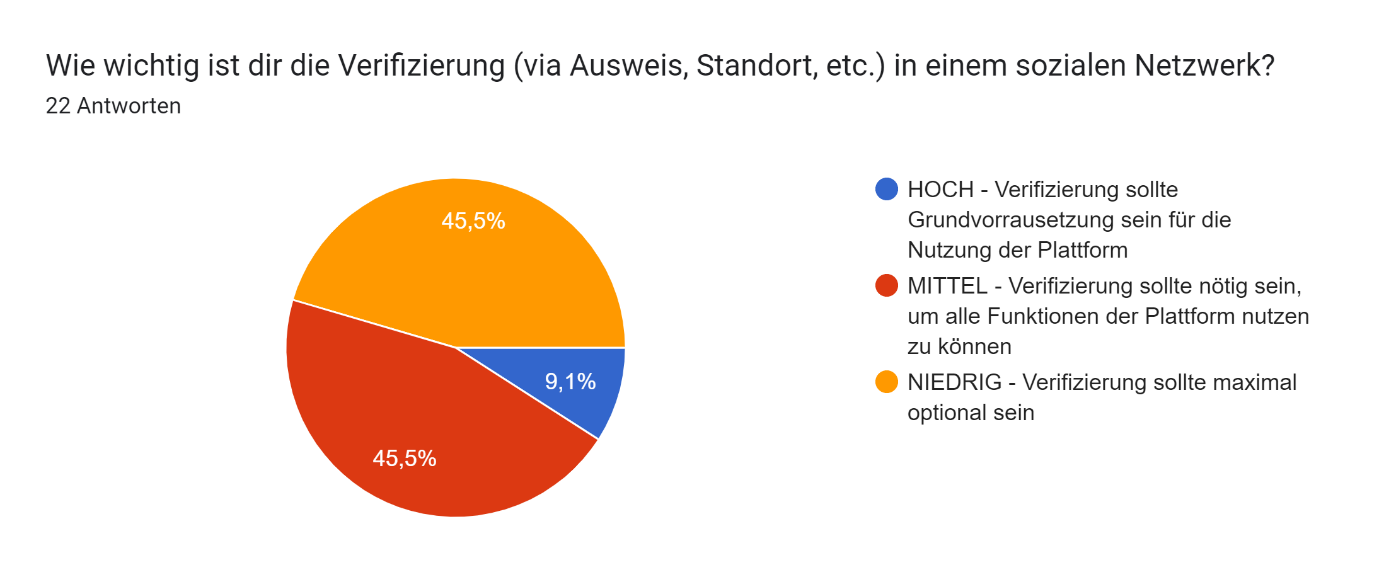 Wie wichtig ist dir die Verifizierung (via Ausweis, Standort, etc.) in einem sozialen Netzwerk?
22 Antworten
45,5%
9,1%
45,5%
HOCH - Verifizierung sollte
Grundvorrausetzung sein für die
Nutzung der Plattform
MITTEL - Verifizierung sollte nötig sein,
um alle Funktionen der Plattform nutzen
zu können
NIEDRIG - Verifizierung sollte maximal
optional sein